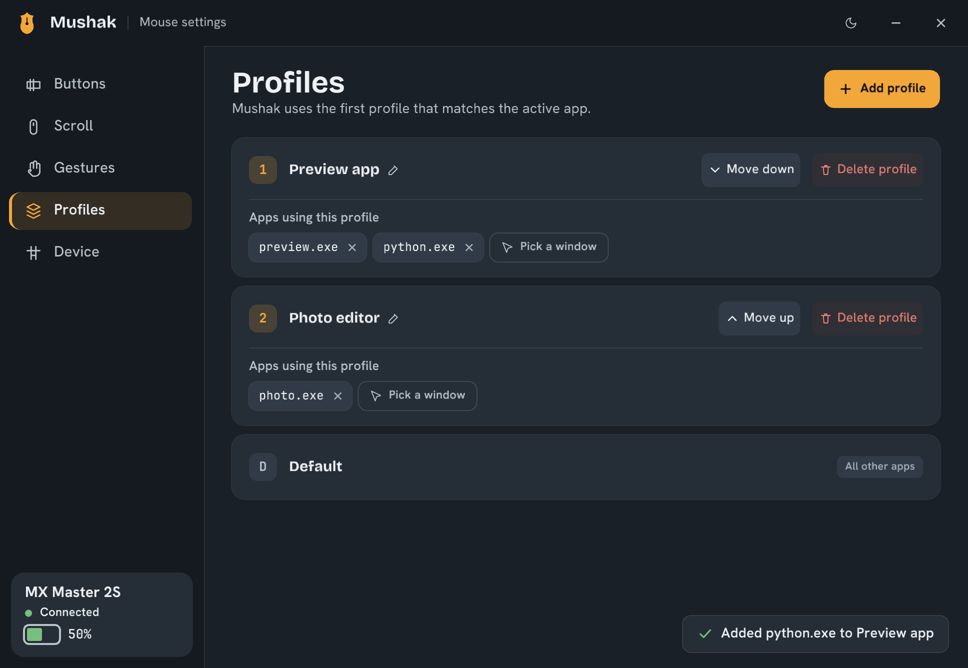 Mushak
Mouse settings
Buttons
Scroll
Gestures
Profiles
Device
MX Master 2S
Connected
50%
Profiles
Mushak uses the first profile that matches the active app.
+ Add profile
1 Preview app
Move down
Delete profile
Apps using this profile
preview.exe × python.exe × Pick a window
2 Photo editor
Move up
Delete profile
Apps using this profile
photo.exe × Pick a window
D Default
All other apps
Added python.exe to Preview app